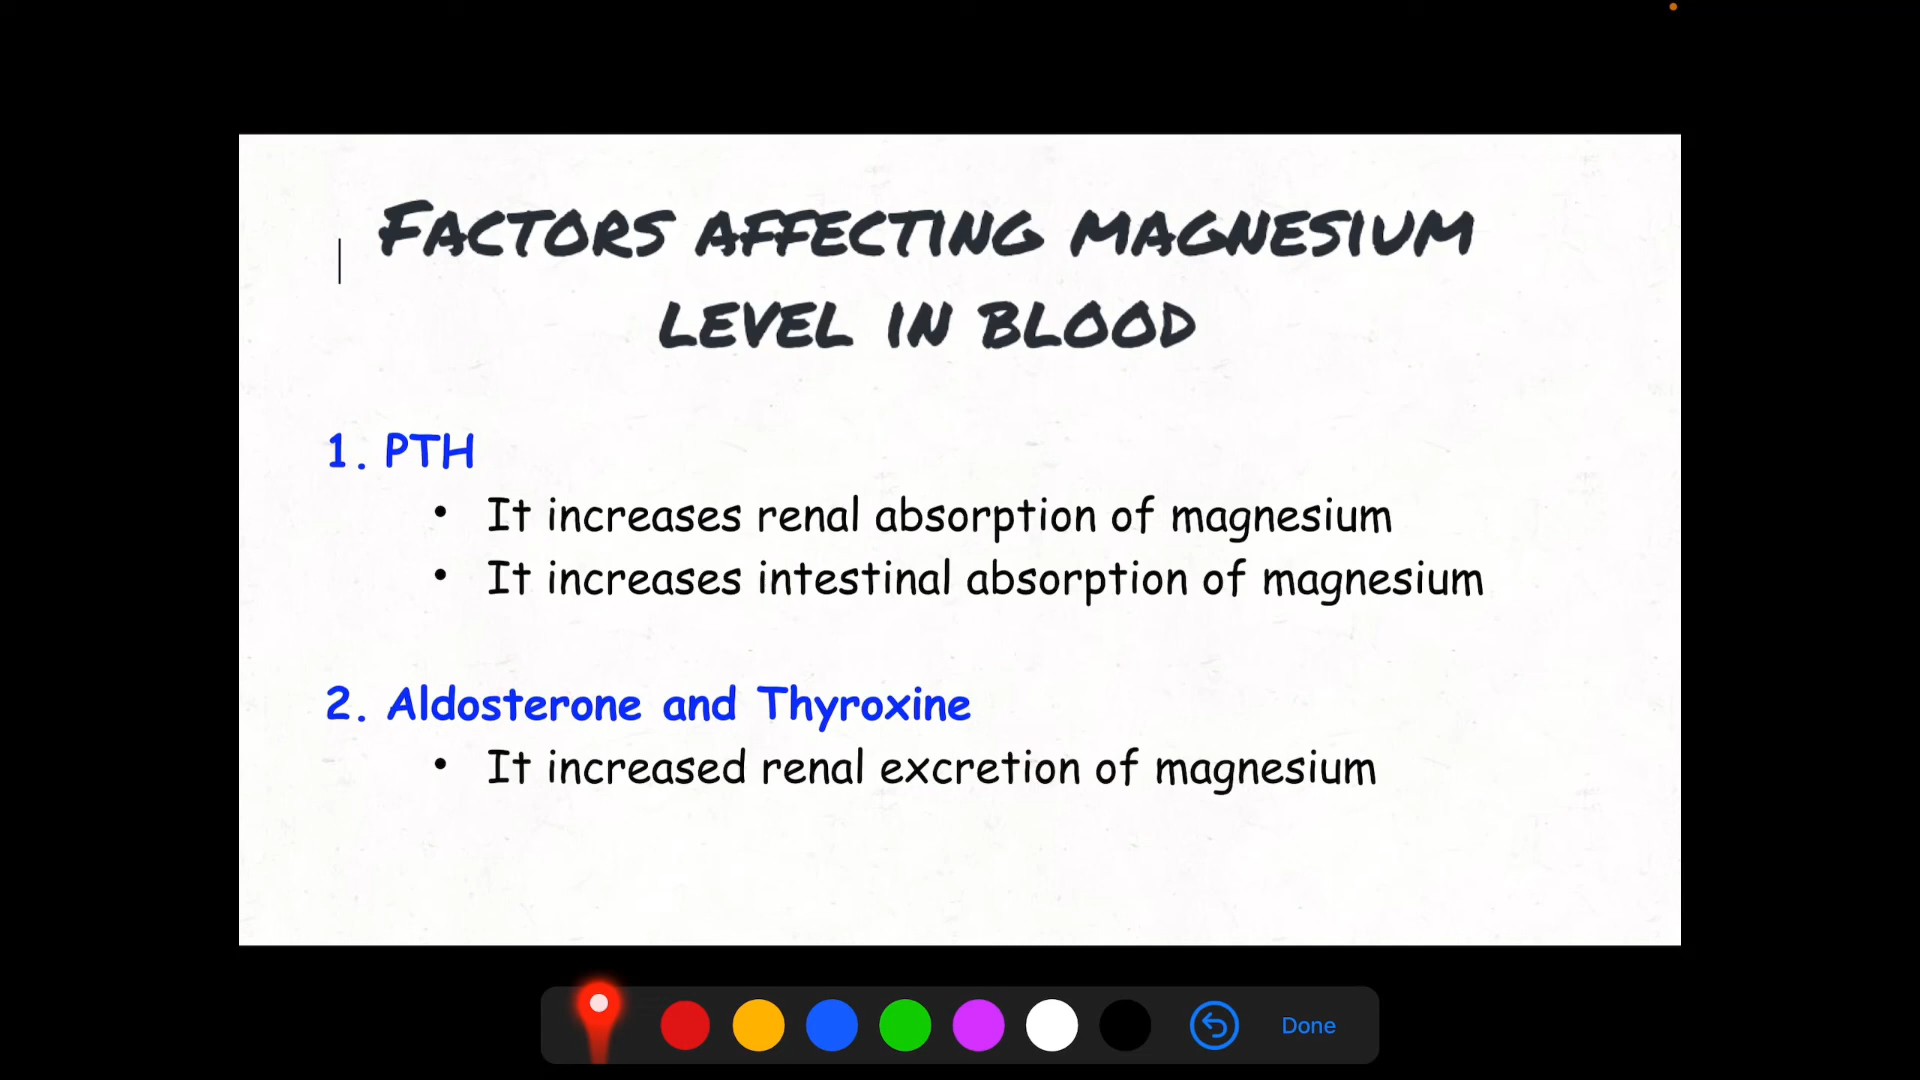 FACTORS AFFECTING MAGNESIUM
LEVEL IN BLOOD
1. PTH
• It increases renal absorption of magnesium
• It increases intestinal absorption of magnesium
2. Aldosterone and Thyroxine
• It increased renal excretion of magnesium
Done